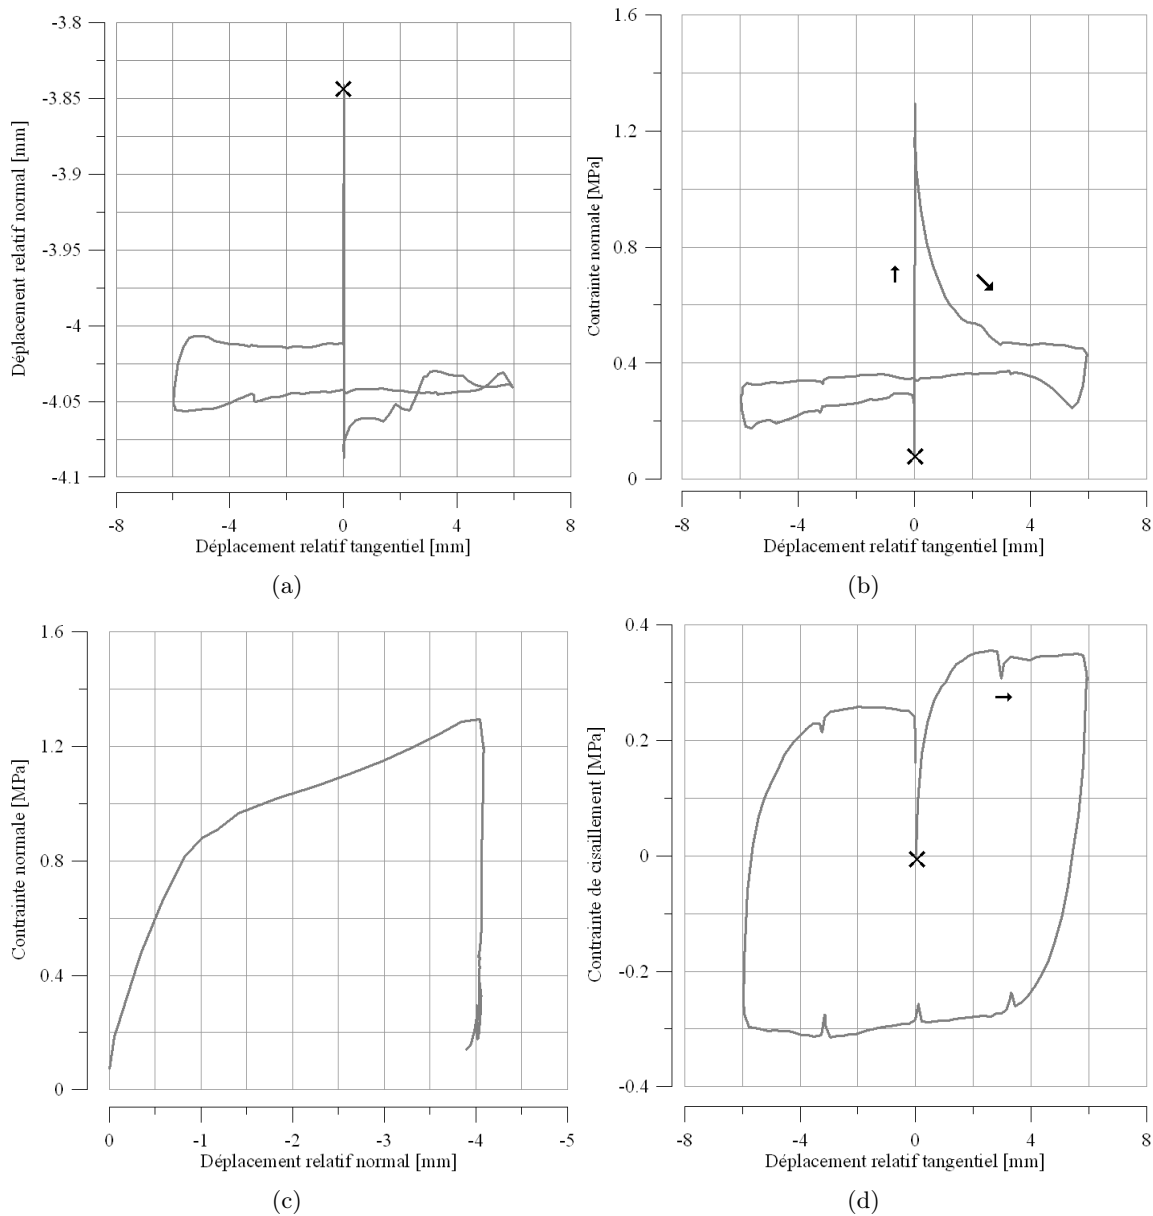 -3.8
-3.85
-3.9
-3.95
-4
-4.05
-4.1
Déplacement relatif normal [mm]
-8 -4 0 4 8
Déplacement relatif tangentiel [mm]
(a)
1.6
1.2
0.8
0.4
0
Contrainte normale [MPa]
-8 -4 0 4 8
Déplacement relatif tangentiel [mm]
(b)
1.6
1.2
0.8
0.4
0
Contrainte normale [MPa]
0 -1 -2 -3 -4 -5
Déplacement relatif normal [mm]
(c)
0.4
0.2
0
-0.2
-0.4
Contrainte de cisaillement [MPa]
-8 -4 0 4 8
Déplacement relatif tangentiel [mm]
(d)